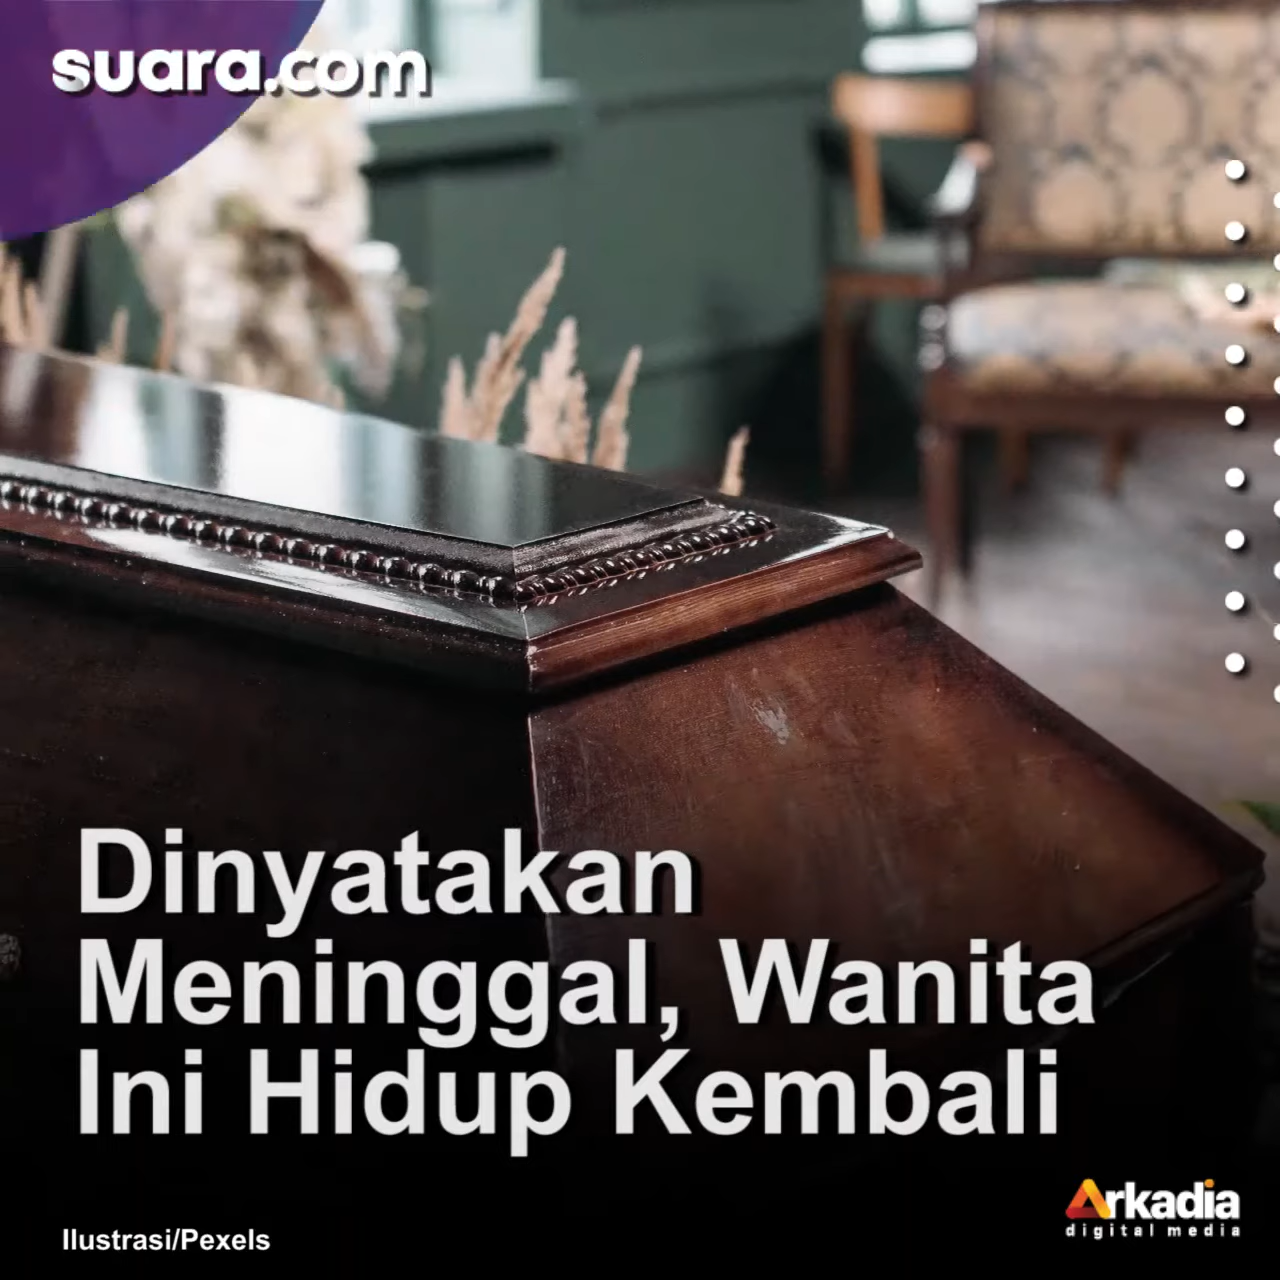 suara.com
Dinyatakan
Meninggal, Wanita
Ini Hidup Kembali
Ilustrasi/Pexels
Arkadia
digital media